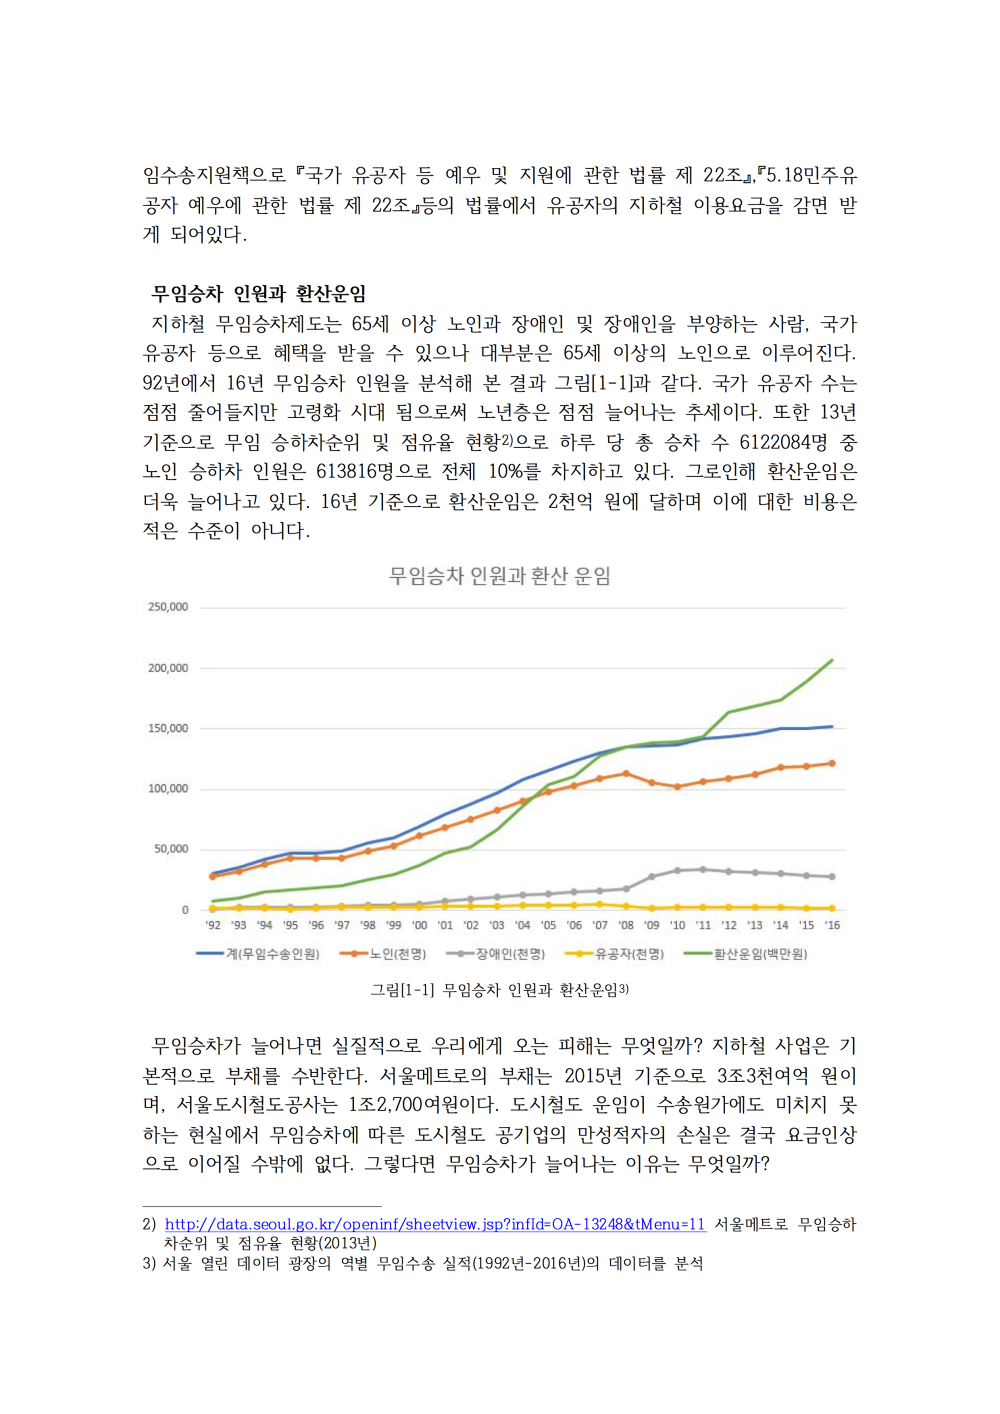 임수송지원책으로 『국가 유공자 등 예우 및 지원에 관한 법률 제 22조』,『5.18민주유
공자 예우에 관한 법률 제 22조』등의 법률에서 유공자의 지하철 이용요금을 감면 받
게 되어있다.
무임승차 인원과 환산운임
지하철 무임승차제도는 65세 이상 노인과 장애인 및 장애인을 부양하는 사람, 국가
유공자 등으로 혜택을 받을 수 있으나 대부분은 65세 이상의 노인으로 이루어진다.
92년에서 16년 무임승차 인원을 분석해 본 결과 그림[1-1]과 같다. 국가 유공자 수는
점점 줄어들지만 고령화 시대 됨으로써 노년층은 점점 늘어나는 추세이다. 또한 13년
기준으로 무임 승하차순위 및 점유율 현황2)으로 하루 당 총 승차 수 6122084명 중
노인 승하차 인원은 613816명으로 전체 10%를 차지하고 있다. 그로인해 환산운임은
더욱 늘어나고 있다. 16년 기준으로 환산운임은 2천억 원에 달하며 이에 대한 비용은
적은 수준이 아니다.
무임승차 인원과 환산 운임
250,000
200,000
150,000
100,000
50,000
0
'92 '93 '94 '95 '96 '97 '98 '99 '00 '01 '02 '03 '04 '05 '06 '07 '08 '09 '10 '11 '12 '13 '14 '15 '16
계(무임수송인원) 노인(천명) 장애인(천명) 유공자(천명) 환산운임(백만원)
그림[1-1] 무임승차 인원과 환산운임3)
무임승차가 늘어나면 실질적으로 우리에게 오는 피해는 무엇일까? 지하철 사업은 기
본적으로 부채를 수반한다. 서울메트로의 부채는 2015년 기준으로 3조3천여억 원이
며, 서울도시철도공사는 1조2,700여원이다. 도시철도 운임이 수송원가에도 미치지 못
하는 현실에서 무임승차에 따른 도시철도 공기업의 만성적자의 손실은 결국 요금인상
으로 이어질 수밖에 없다. 그렇다면 무임승차가 늘어나는 이유는 무엇일까?
2) http://data.seoul.go.kr/openinf/sheetview.jsp?infId=OA-13248&tMenu=11 서울메트로 무임승하
차순위 및 점유율 현황(2013년)
3) 서울 열린 데이터 광장의 역별 무임수송 실적(1992년-2016년)의 데이터를 분석